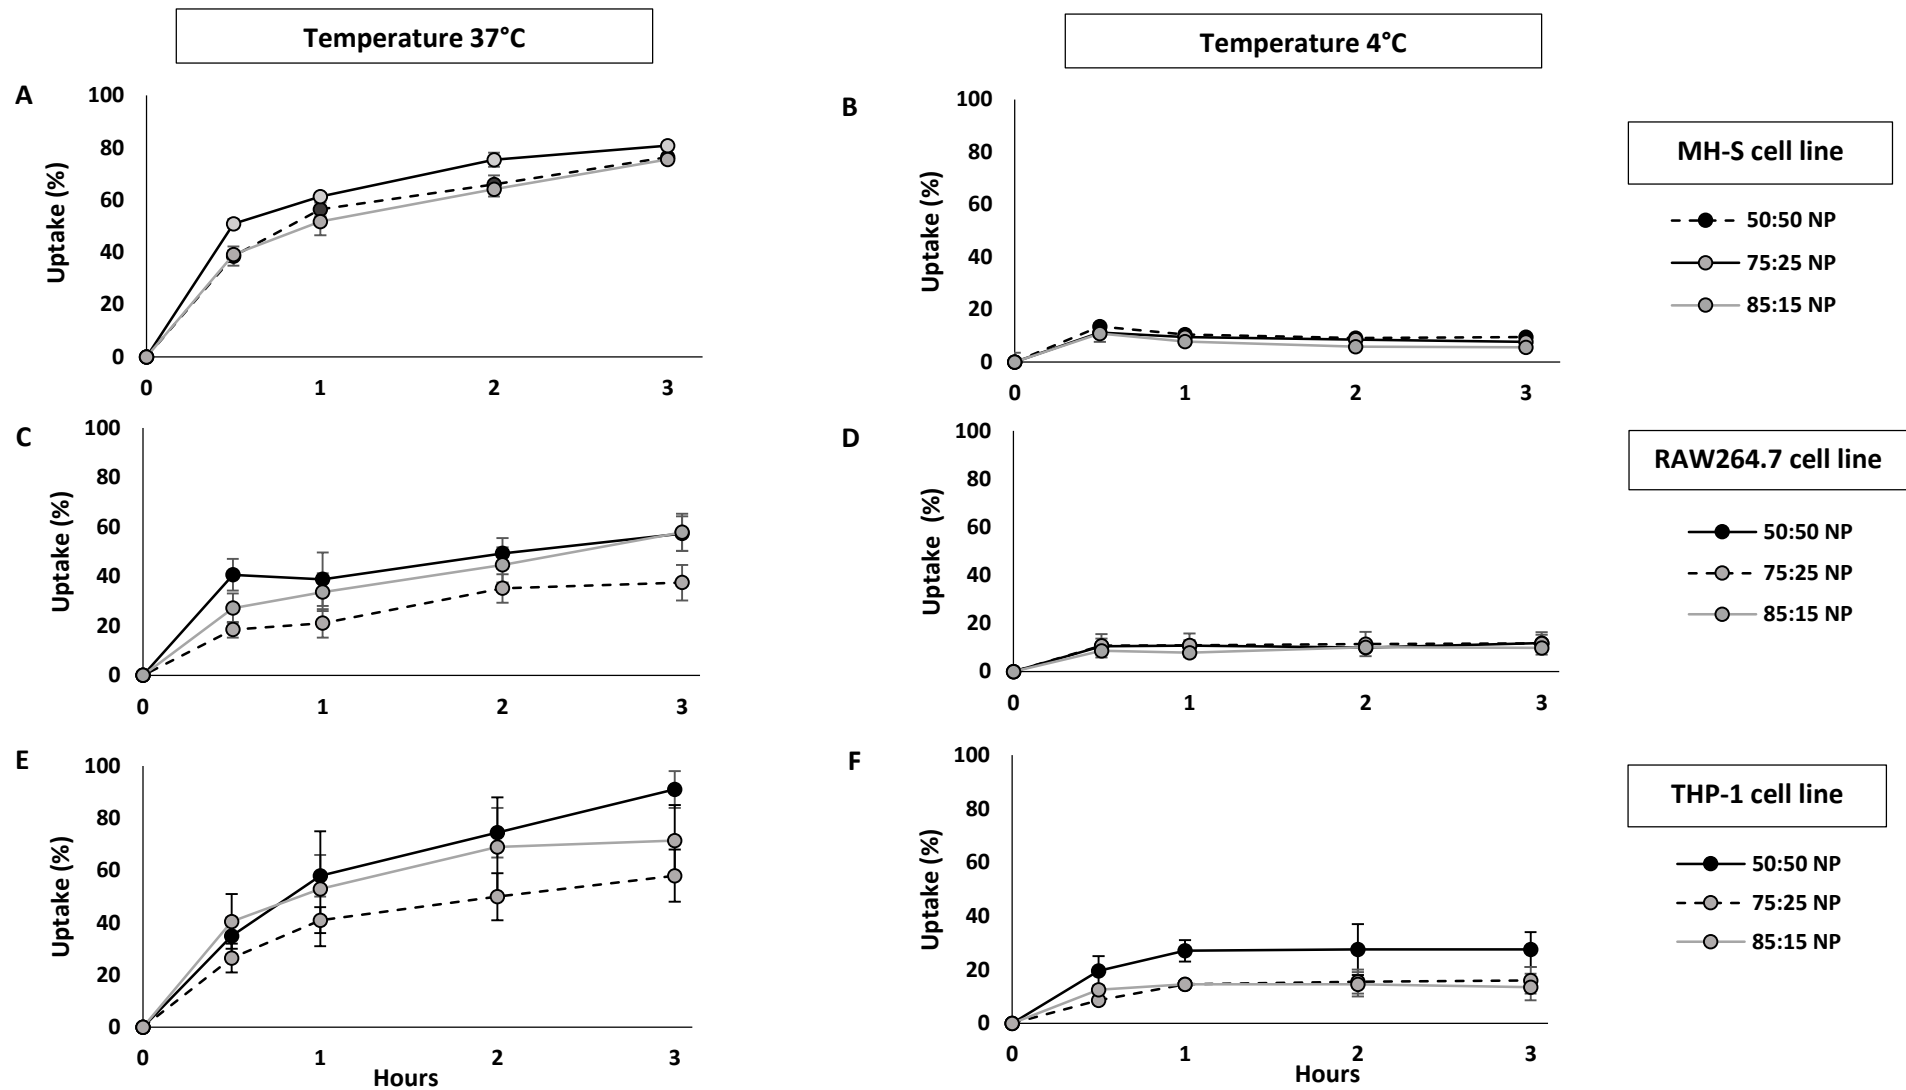 Temperature 37°C
Temperature 4°C
A
Uptake (%)
100
80
60
40
20
0
0 1 2 3
B
Uptake (%)
100
80
60
40
20
0
0 1 2 3
MH-S cell line
50:50 NP
75:25 NP
85:15 NP
C
Uptake (%)
100
80
60
40
20
0
0 1 2 3
D
Uptake (%)
100
80
60
40
20
0
0 1 2 3
RAW264.7 cell line
50:50 NP
75:25 NP
85:15 NP
E
Uptake (%)
100
80
60
40
20
0
0 1 2 3
Hours
F
Uptake (%)
100
80
60
40
20
0
0 1 2 3
Hours
THP-1 cell line
50:50 NP
75:25 NP
85:15 NP